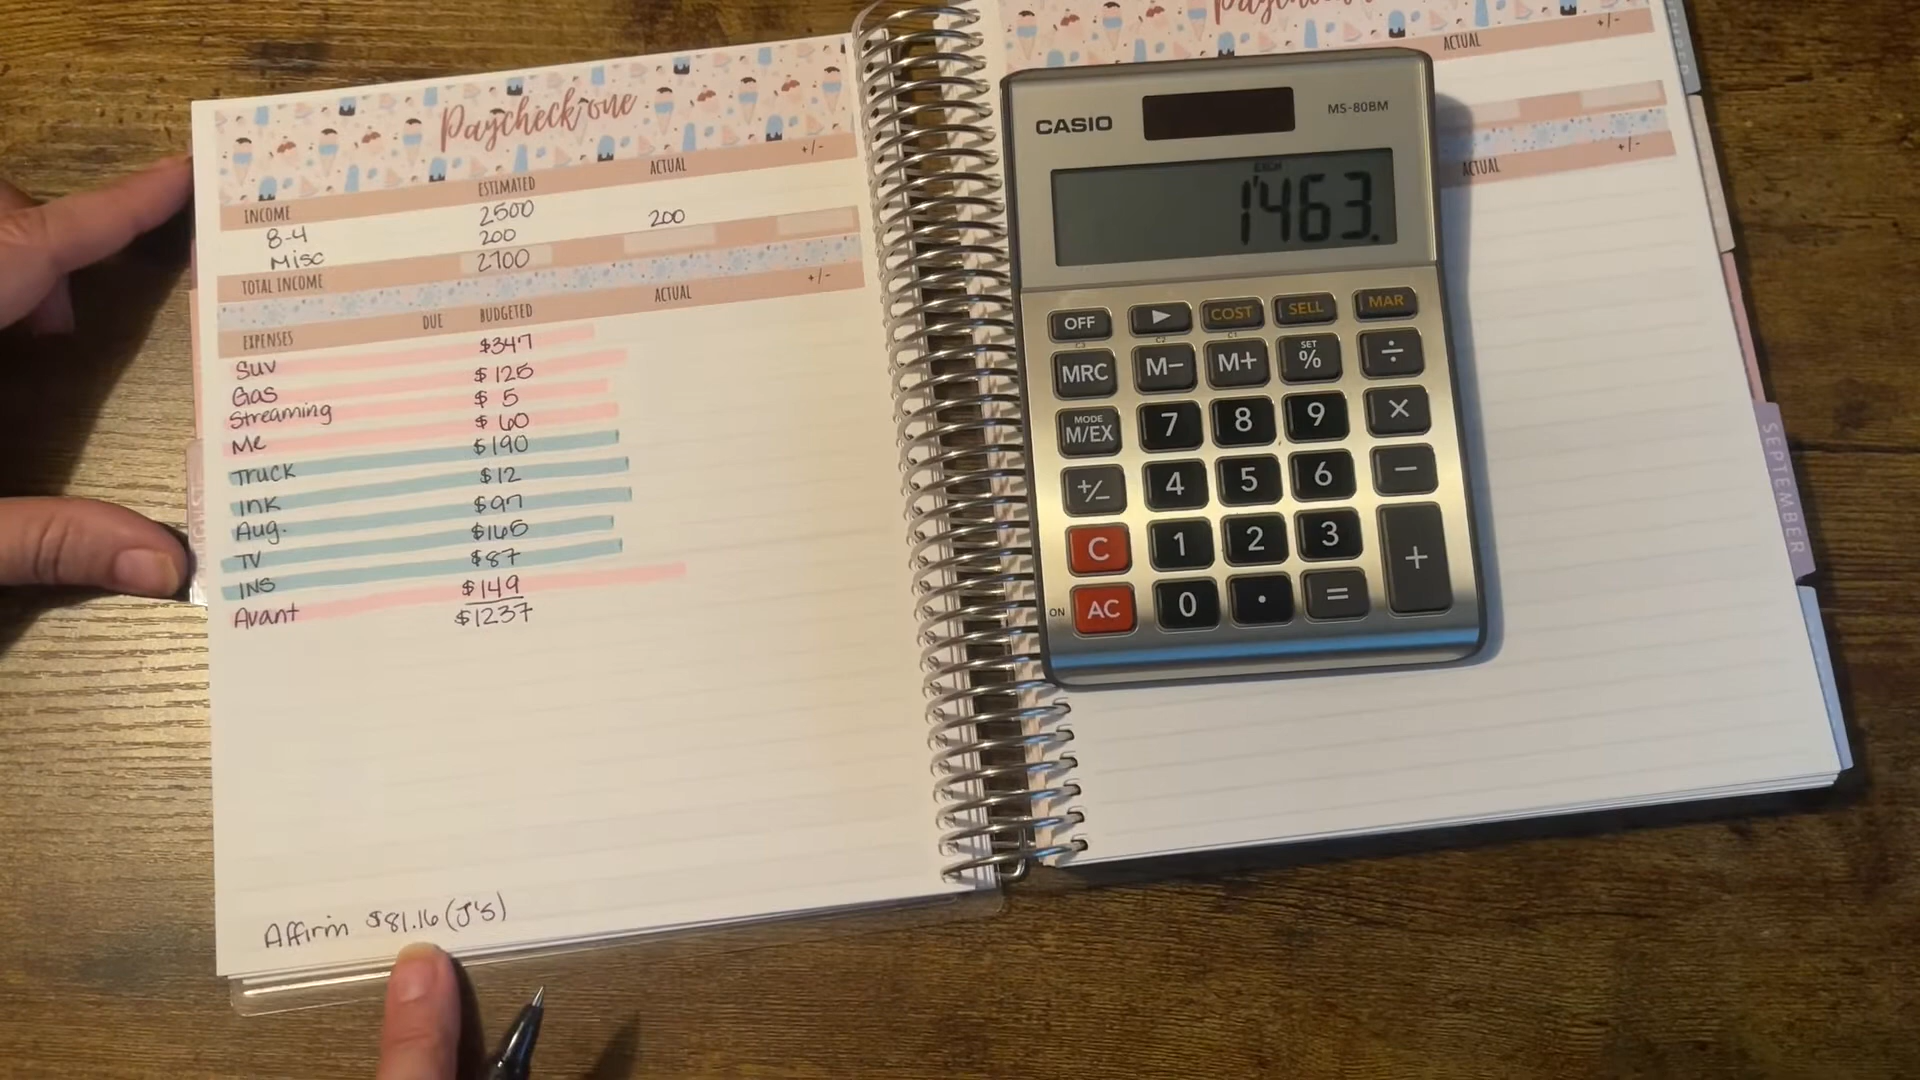 Paycheck one
INCOME ESTIMATED ACTUAL +/-
8-4 2500
Misc 200 200
TOTAL INCOME 2700
EXPENSES DUE BUDGETED ACTUAL +/-
Suv $347
Gas $125
Streaming $5
Me $60
Truck $190
Ink $12
Aug. $97
TV $165
INS $87
Avant $149
$1237
Affirm $81.16 (J's)
ACTUAL +/-
ACTUAL +/-
SEPTEMBER
CASIO MS-80BM
1'463.
OFF ▶ COST SELL MAR
MRC M- M+ SET % ÷
MODE M/EX 7 8 9 ×
+/- 4 5 6 −
C 1 2 3 +
ON AC 0 · =